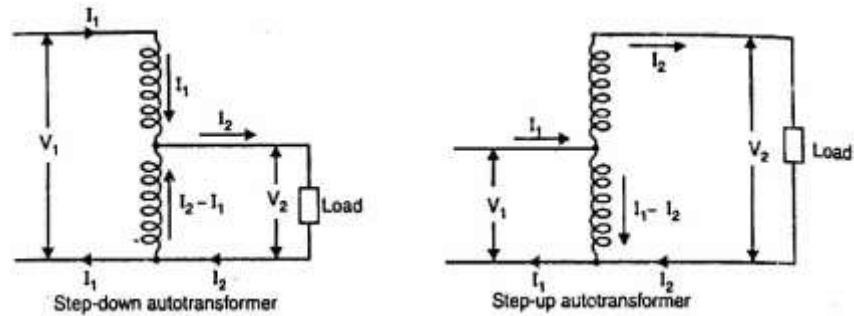 I₁
I₁
V₁
I₂
I₂ – I₁
V₂
Load
I₁
I₂
Step-down autotransformer
I₂
I₁
V₂
Load
V₁
I₁– I₂
I₁
I₂
Step-up autotransformer